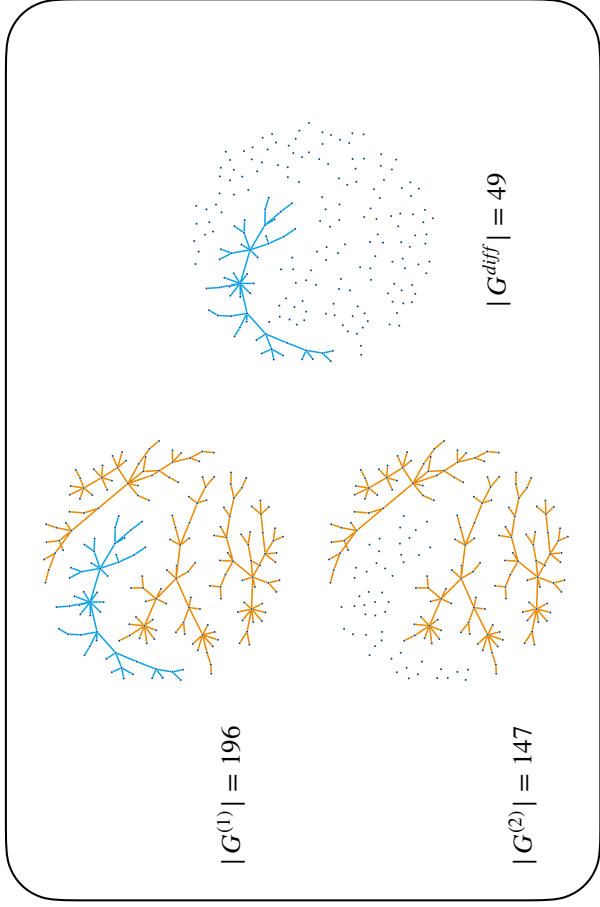 |G^{(1)}| = 196
|G^{(2)}| = 147
|G^{diff}| = 49